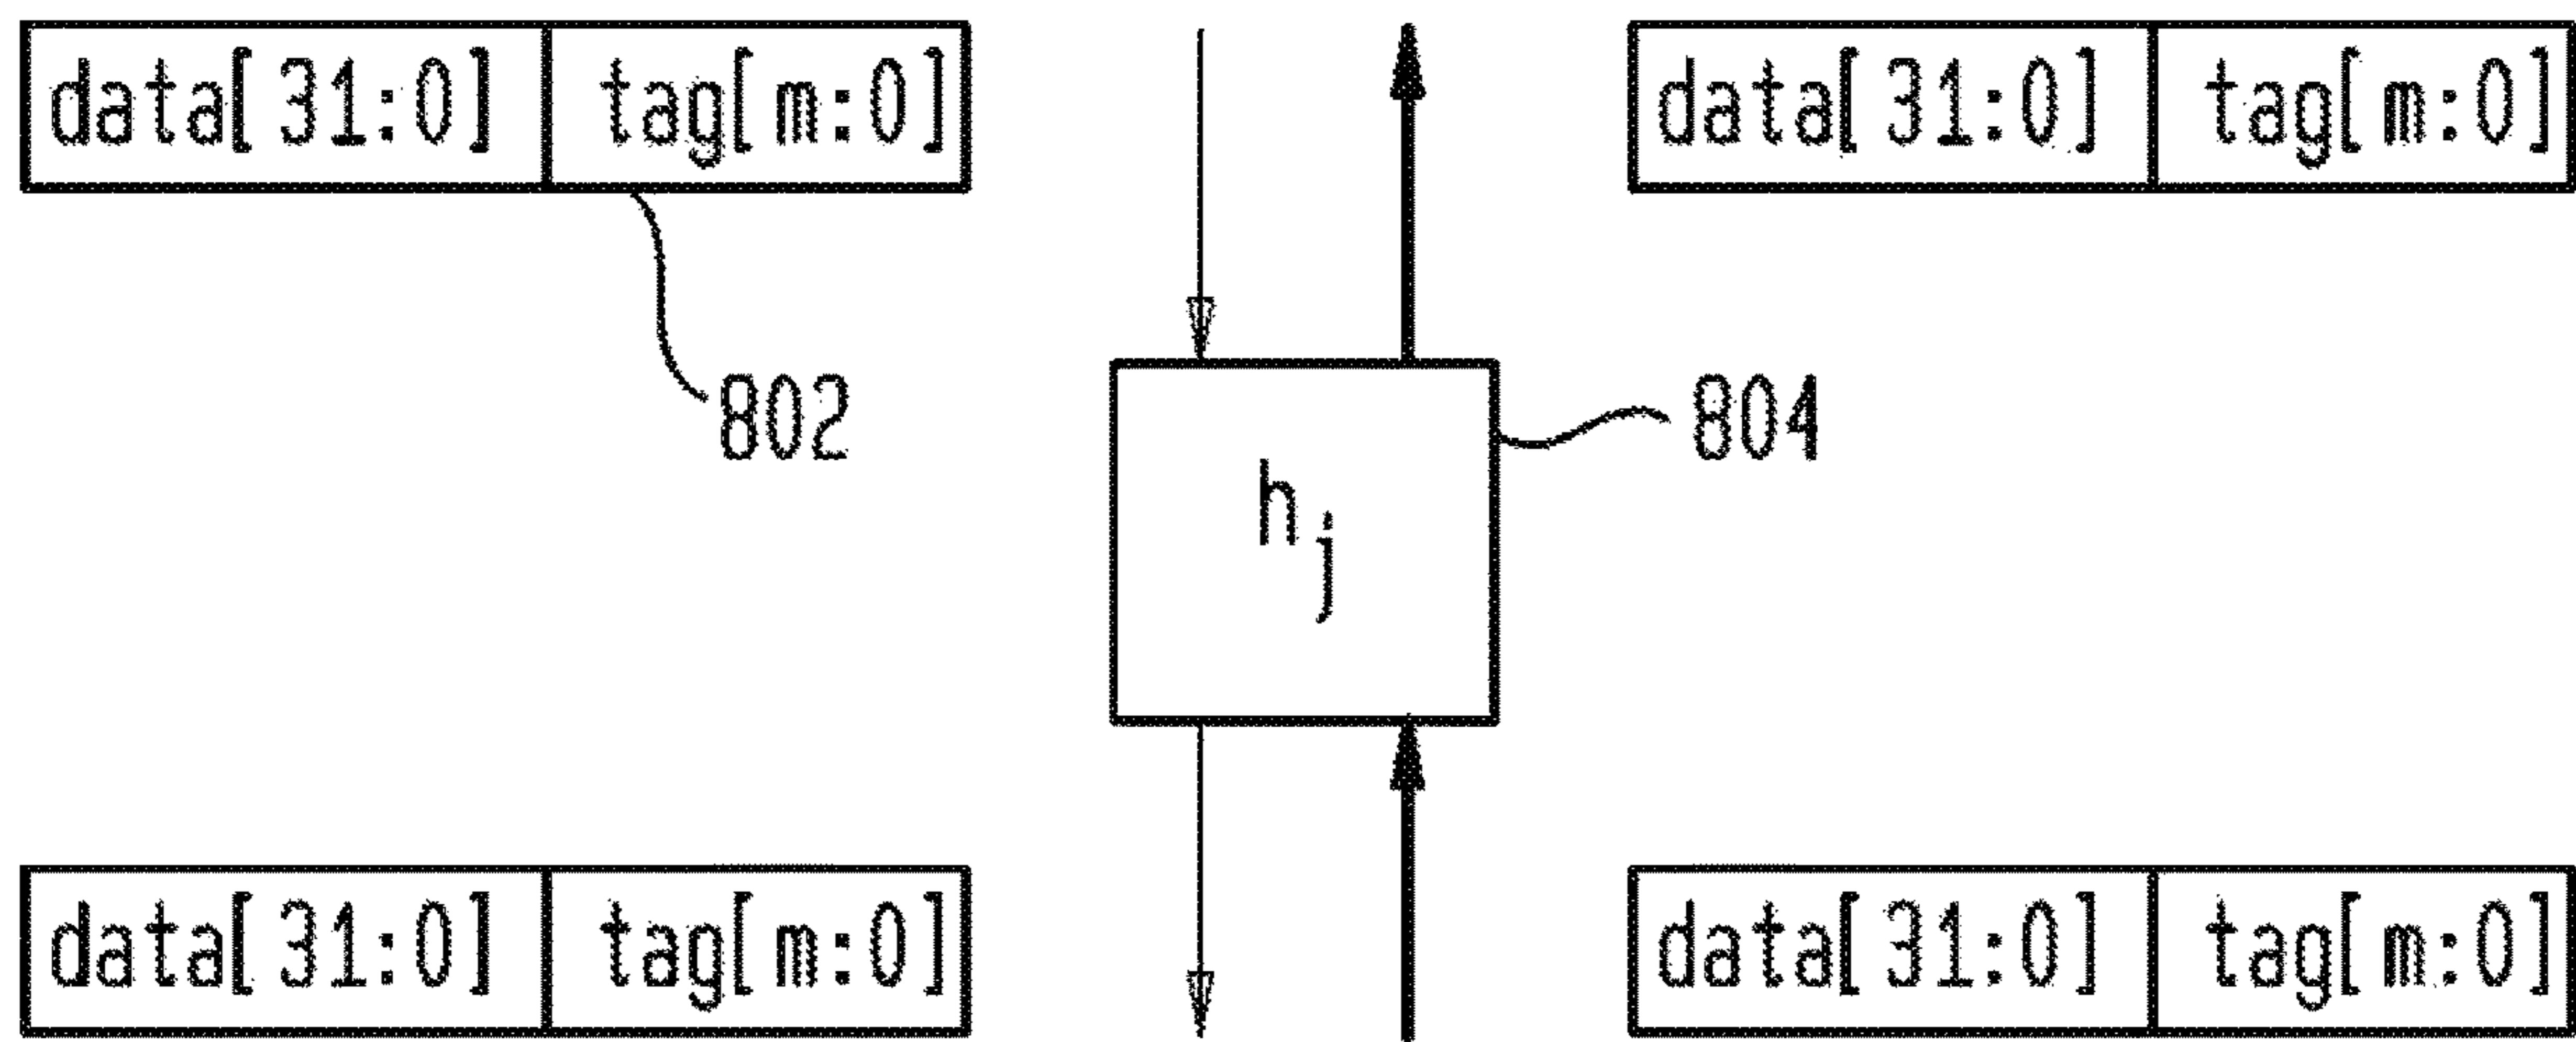 data[31:0] tag[m:0] data[31:0] tag[m:0]
802 804
h
j
data[31:0] tag[m:0] data[31:0] tag[m:0]